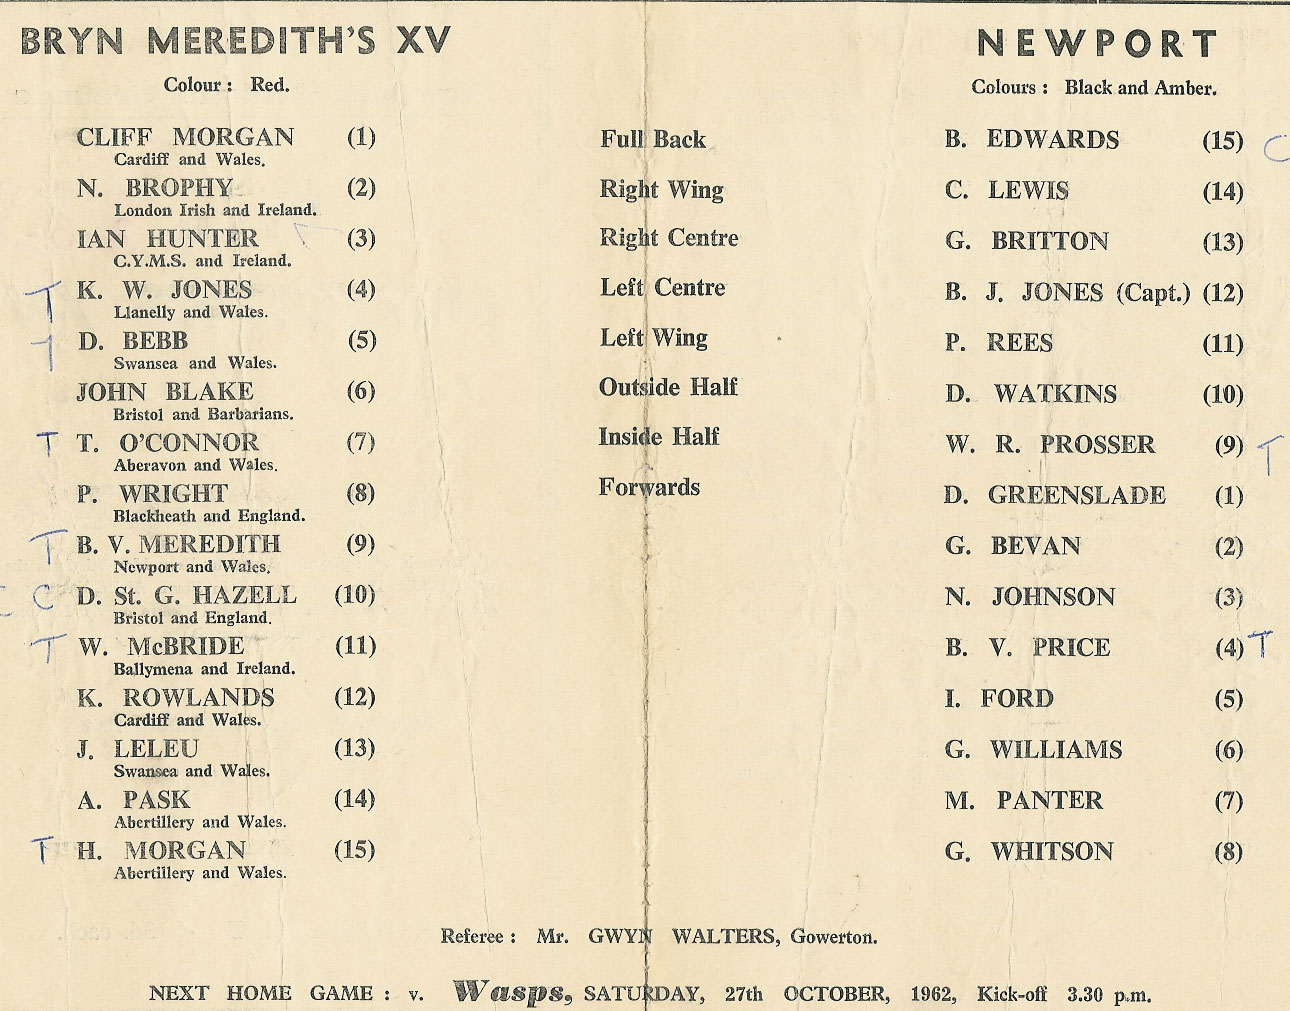 BRYN MEREDITH'S XV
Colour : Red.
CLIFF MORGAN (1)
Cardiff and Wales.
N. BROPHY (2)
London Irish and Ireland.
IAN HUNTER (3)
C.Y.M.S. and Ireland.
T K. W. JONES (4)
Llanelly and Wales.
T D. BEBB (5)
Swansea and Wales.
JOHN BLAKE (6)
Bristol and Barbarians.
T T. O'CONNOR (7)
Aberavon and Wales.
P. WRIGHT (8)
Blackheath and England.
T B. V. MEREDITH (9)
Newport and Wales.
C C D. St. G. HAZELL (10)
Bristol and England.
T W. McBRIDE (11)
Ballymena and Ireland.
K. ROWLANDS (12)
Cardiff and Wales.
J. LELEU (13)
Swansea and Wales.
A. PASK (14)
Abertillery and Wales.
T H. MORGAN (15)
Abertillery and Wales.
Full Back
Right Wing
Right Centre
Left Centre
Left Wing
Outside Half
Inside Half
Forwards
NEWPORT
Colours : Black and Amber.
B. EDWARDS (15) C
C. LEWIS (14)
G. BRITTON (13)
B. J. JONES (Capt.) (12)
P. REES (11)
D. WATKINS (10)
W. R. PROSSER (9) T
D. GREENSLADE (1)
G. BEVAN (2)
N. JOHNSON (3)
B. V. PRICE (4) T
I. FORD (5)
G. WILLIAMS (6)
M. PANTER (7)
G. WHITSON (8)
Referee : Mr. GWYN WALTERS, Gowerton.
NEXT HOME GAME : v. Wasps, SATURDAY, 27th OCTOBER, 1962, Kick-off 3.30 p.m.